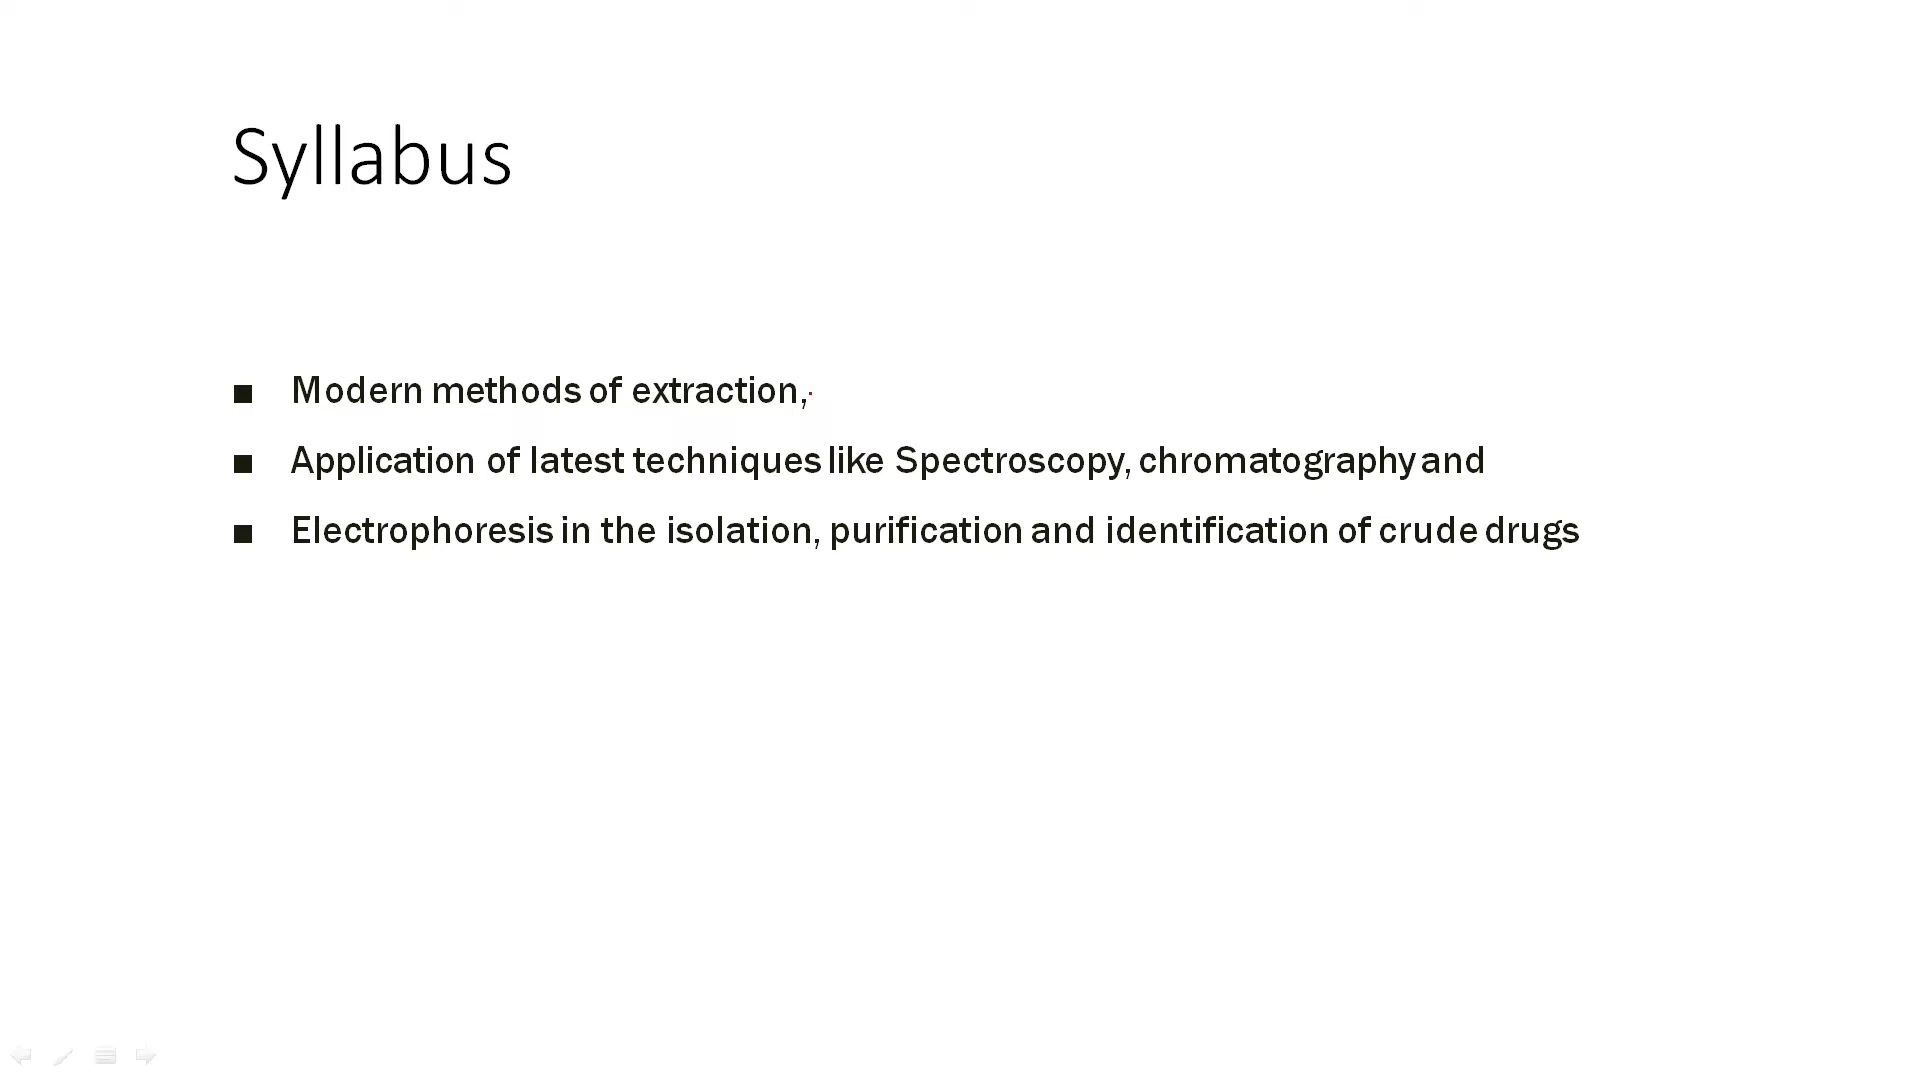 Syllabus
■ Modern methods of extraction,
■ Application of latest techniques like Spectroscopy, chromatography and
■ Electrophoresis in the isolation, purification and identification of crude drugs